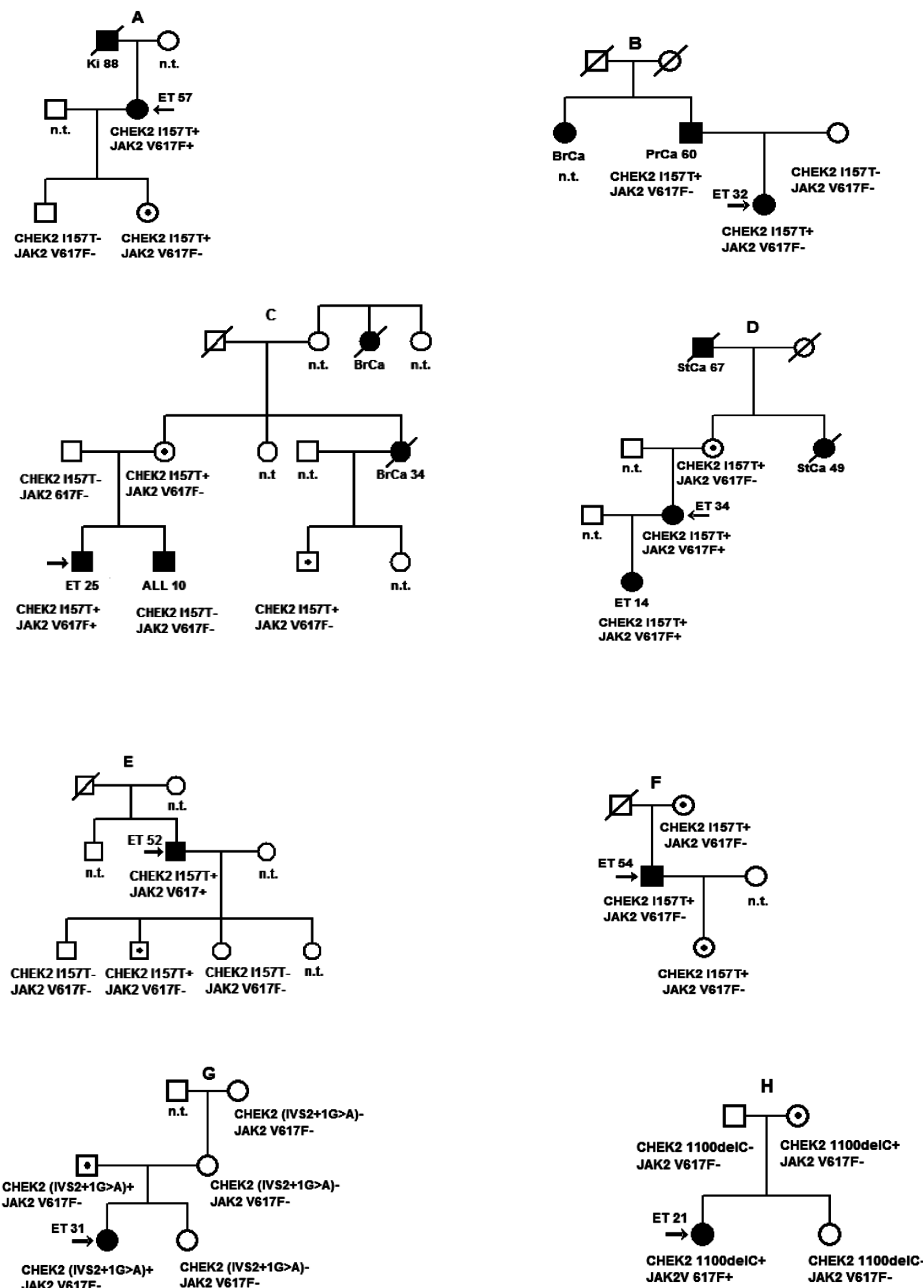 A
Ki 88
n.t.
ET 57
n.t.
CHEK2 I157T+
JAK2 V617F+
CHEK2 I157T-
JAK2 V617F-
CHEK2 I157T+
JAK2 V617F-
B
BrCa
n.t.
PrCa 60
CHEK2 I157T+
JAK2 V617F-
CHEK2 I157T-
JAK2 V617F-
ET 32
CHEK2 I157T+
JAK2 V617F+
C
n.t.
BrCa
n.t.
CHEK2 I157T-
JAK2 617F-
CHEK2 I157T+
JAK2 V617F-
n.t
n.t.
BrCa 34
ET 25
CHEK2 I157T+
JAK2 V617F+
ALL 10
CHEK2 I157T-
JAK2 V617F-
CHEK2 I157T+
JAK2 V617F-
n.t.
D
StCa 67
n.t.
CHEK2 I157T+
JAK2 V617F-
StCa 49
ET 34
n.t.
CHEK2 I157T+
JAK2 V617F+
ET 14
CHEK2 I157T+
JAK2 V617F+
E
n.t.
ET 52
n.t.
CHEK2 I157T+
JAK2 V617+
n.t.
CHEK2 I157T-
JAK2 V617F-
CHEK2 I157T+
JAK2 V617F-
CHEK2 I157T-
JAK2 V617F-
n.t.
F
CHEK2 I157T+
JAK2 V617F-
ET 54
CHEK2 I157T+
JAK2 V617F-
n.t.
CHEK2 I157T+
JAK2 V617F-
G
n.t.
CHEK2 (IVS2+1G>A)-
JAK2 V617F-
CHEK2 (IVS2+1G>A)+
JAK2 V617F-
CHEK2 (IVS2+1G>A)-
JAK2 V617F-
ET 31
CHEK2 (IVS2+1G>A)+
JAK2 V617F-
CHEK2 (IVS2+1G>A)-
JAK2 V617F-
H
CHEK2 1100delC-
JAK2 V617F-
CHEK2 1100delC+
JAK2 V617F-
ET 21
CHEK2 1100delC+
JAK2V 617F+
CHEK2 1100delC-
JAK2 V617F-